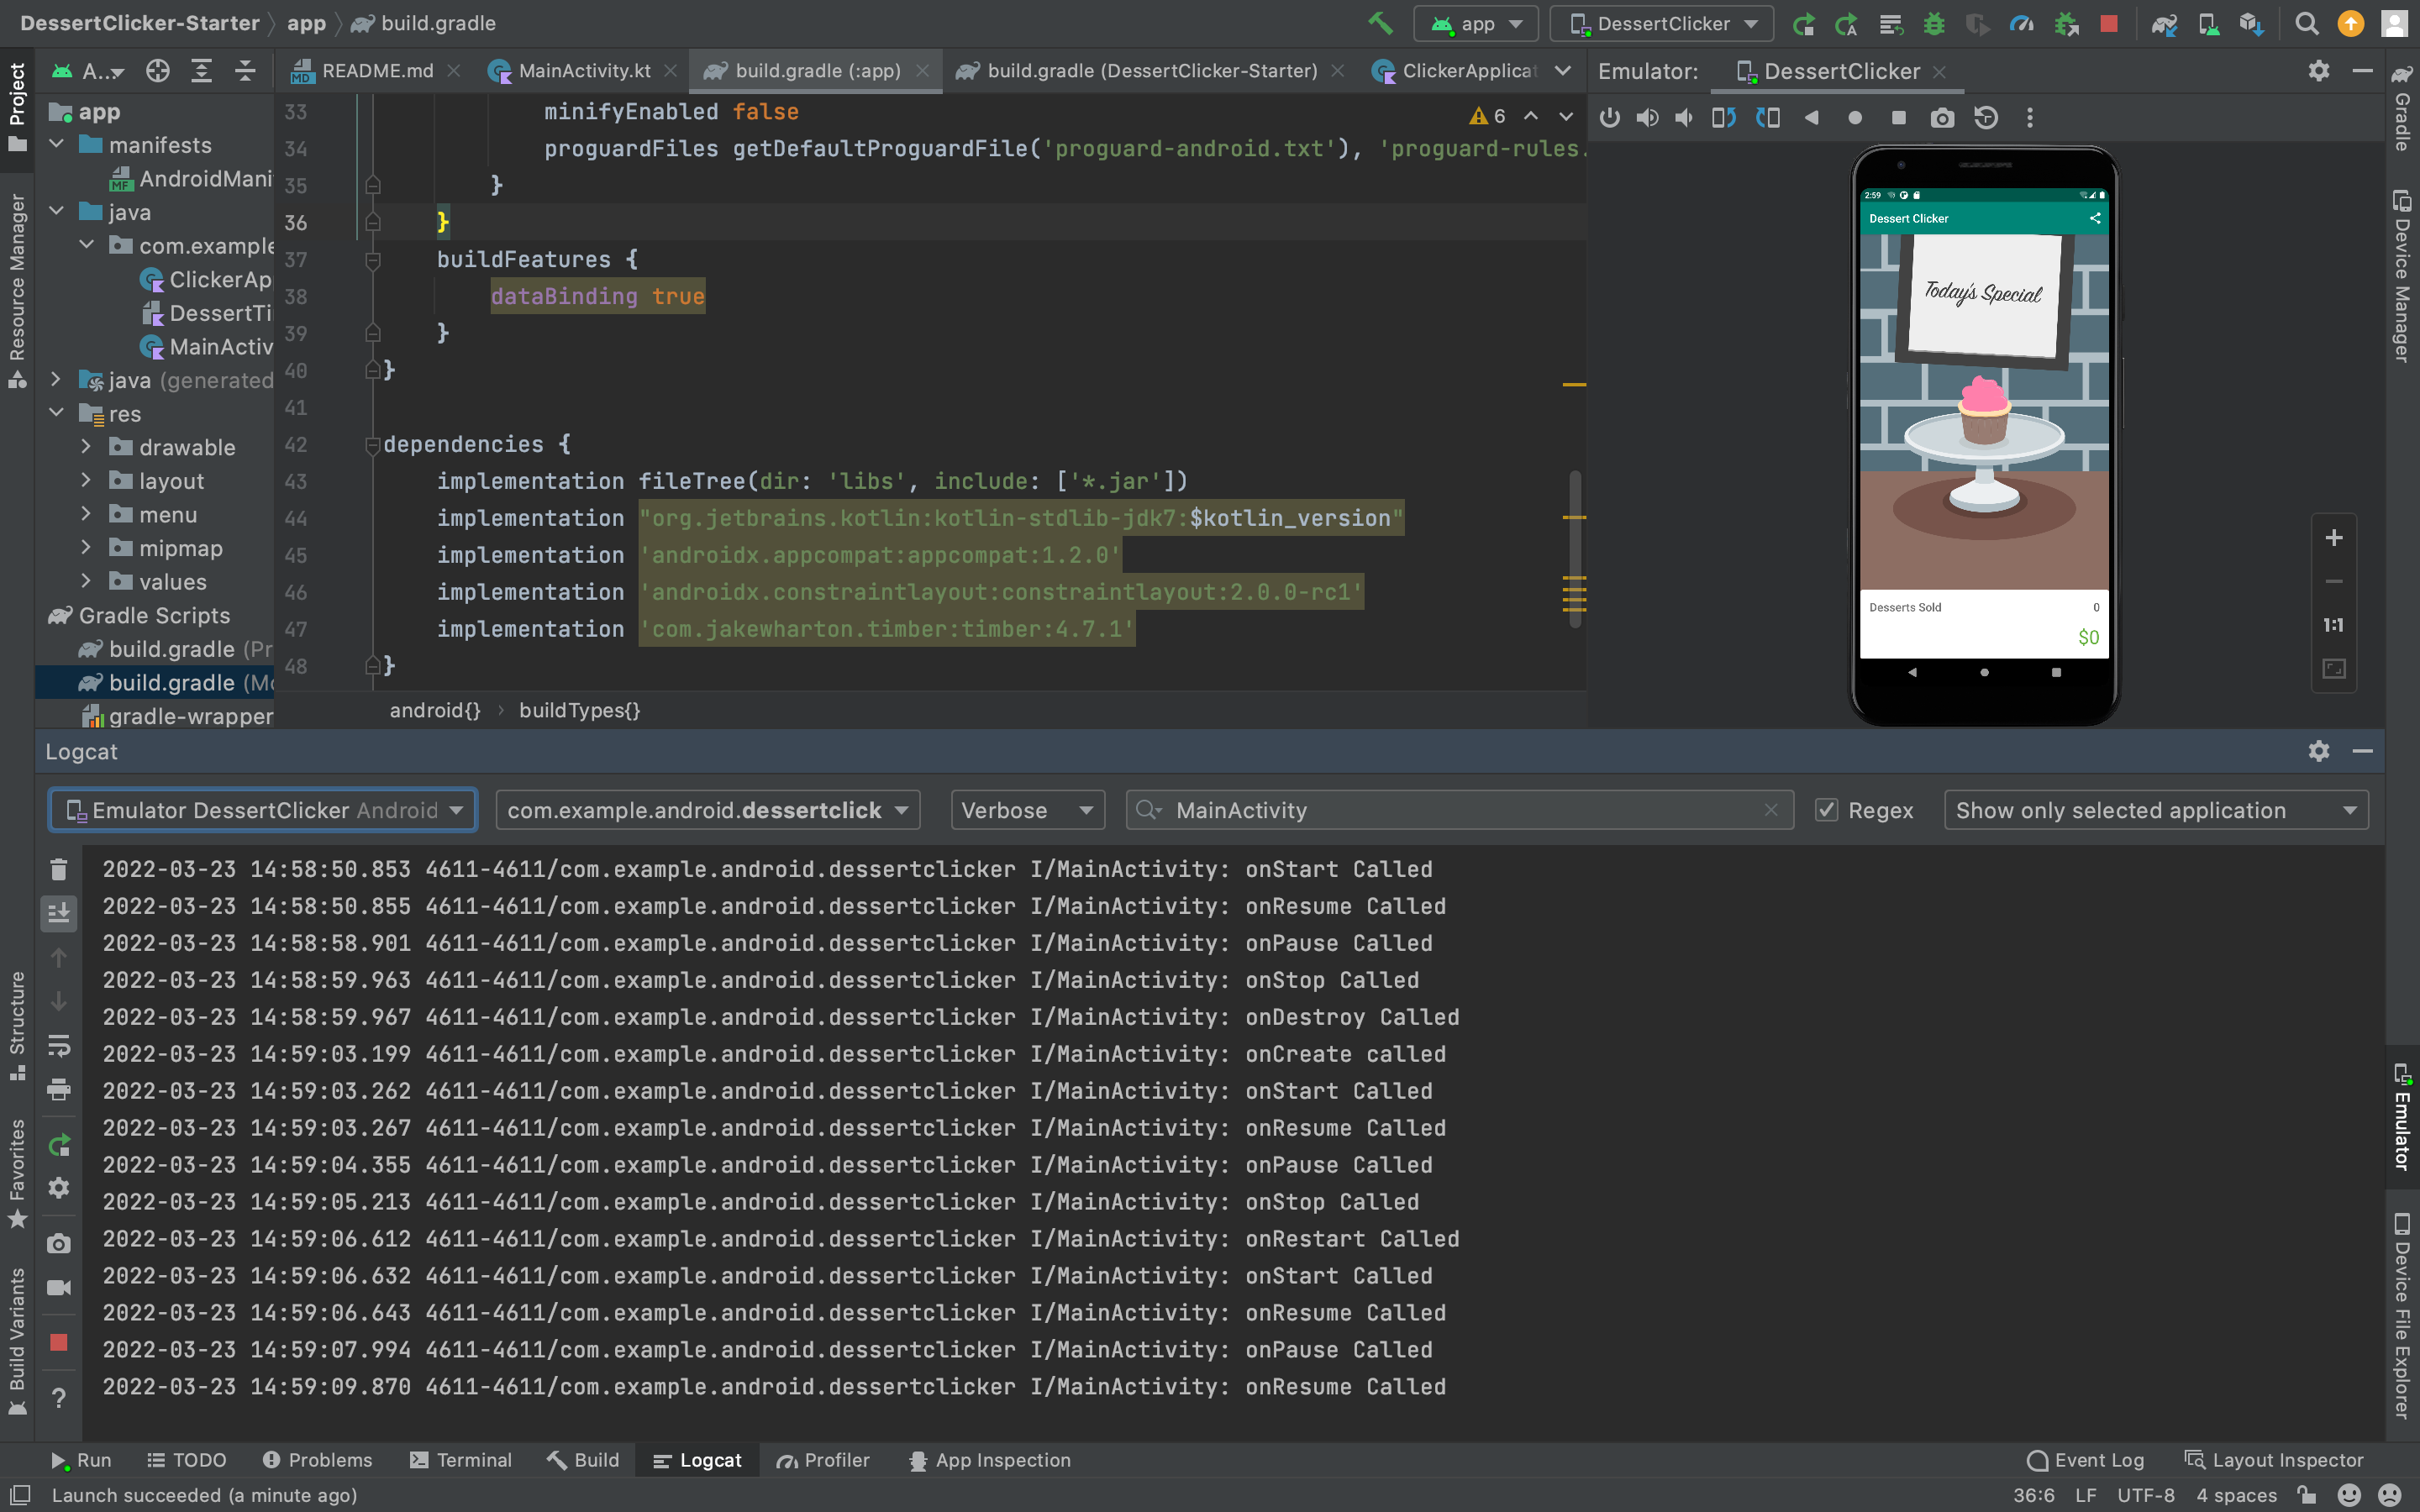 DessertClicker-Starter app build.gradle
app DessertClicker
Project
A..
README.md MainActivity.kt build.gradle (:app) build.gradle (DessertClicker-Starter) ClickerApplicat
Emulator: DessertClicker
Gradle
app
manifests
AndroidMani
java
com.example
ClickerAp
DessertTi
MainActiv
java (generated
res
drawable
layout
menu
mipmap
values
Gradle Scripts
build.gradle (Pr
build.gradle (Mo
gradle-wrapper
Resource Manager
6
33 minifyEnabled false
34 proguardFiles getDefaultProguardFile('proguard-android.txt'), 'proguard-rules.
35 }
36 }
37 buildFeatures {
38 dataBinding true
39 }
40 }
41
42 dependencies {
43 implementation fileTree(dir: 'libs', include: ['*.jar'])
44 implementation "org.jetbrains.kotlin:kotlin-stdlib-jdk7:$kotlin_version"
45 implementation 'androidx.appcompat:appcompat:1.2.0'
46 implementation 'androidx.constraintlayout:constraintlayout:2.0.0-rc1'
47 implementation 'com.jakewharton.timber:timber:4.7.1'
48 }
android{} buildTypes{}
2:59
Dessert Clicker
Today's Special
Desserts Sold 0
$0
1:1
Device Manager
Logcat
Emulator DessertClicker Android com.example.android.dessertclick Verbose MainActivity Regex Show only selected application
2022-03-23 14:58:50.853 4611-4611/com.example.android.dessertclicker I/MainActivity: onStart Called
2022-03-23 14:58:50.855 4611-4611/com.example.android.dessertclicker I/MainActivity: onResume Called
2022-03-23 14:58:58.901 4611-4611/com.example.android.dessertclicker I/MainActivity: onPause Called
2022-03-23 14:58:59.963 4611-4611/com.example.android.dessertclicker I/MainActivity: onStop Called
2022-03-23 14:58:59.967 4611-4611/com.example.android.dessertclicker I/MainActivity: onDestroy Called
2022-03-23 14:59:03.199 4611-4611/com.example.android.dessertclicker I/MainActivity: onCreate called
2022-03-23 14:59:03.262 4611-4611/com.example.android.dessertclicker I/MainActivity: onStart Called
2022-03-23 14:59:03.267 4611-4611/com.example.android.dessertclicker I/MainActivity: onResume Called
2022-03-23 14:59:04.355 4611-4611/com.example.android.dessertclicker I/MainActivity: onPause Called
2022-03-23 14:59:05.213 4611-4611/com.example.android.dessertclicker I/MainActivity: onStop Called
2022-03-23 14:59:06.612 4611-4611/com.example.android.dessertclicker I/MainActivity: onRestart Called
2022-03-23 14:59:06.632 4611-4611/com.example.android.dessertclicker I/MainActivity: onStart Called
2022-03-23 14:59:06.643 4611-4611/com.example.android.dessertclicker I/MainActivity: onResume Called
2022-03-23 14:59:07.994 4611-4611/com.example.android.dessertclicker I/MainActivity: onPause Called
2022-03-23 14:59:09.870 4611-4611/com.example.android.dessertclicker I/MainActivity: onResume Called
Structure
Favorites
Build Variants
Emulator
Device File Explorer
Run TODO Problems Terminal Build Logcat Profiler App Inspection Event Log Layout Inspector
Launch succeeded (a minute ago) 36:6 LF UTF-8 4 spaces